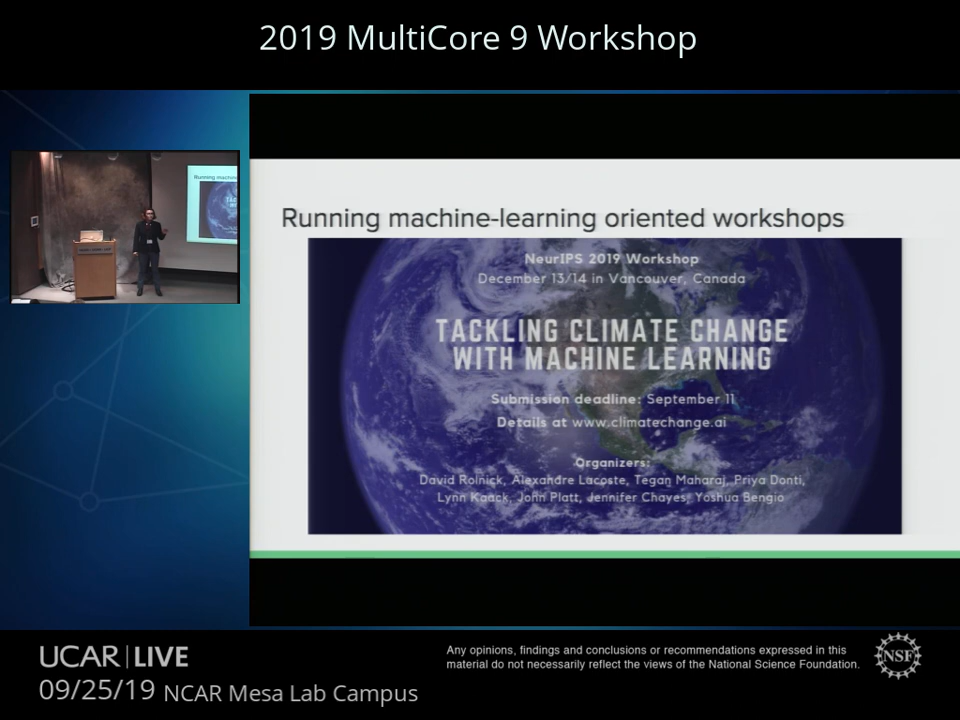 2019 MultiCore 9 Workshop
Running machine-learning oriented workshops
NeurIPS 2019 Workshop
December 13/14 in Vancouver, Canada
TACKLING CLIMATE CHANGE
WITH MACHINE LEARNING
Submission deadline: September 11
Details at www.climatechange.ai
Organizers:
David Rolnick, Alexandre Lacoste, Tegan Maharaj, Priya Donti,
Lynn Kaack, John Platt, Jennifer Chayes, Yoshua Bengio
UCAR | LIVE
09/25/19 NCAR Mesa Lab Campus
Any opinions, findings and conclusions or recommendations expressed in this
material do not necessarily reflect the views of the National Science Foundation.
NSF